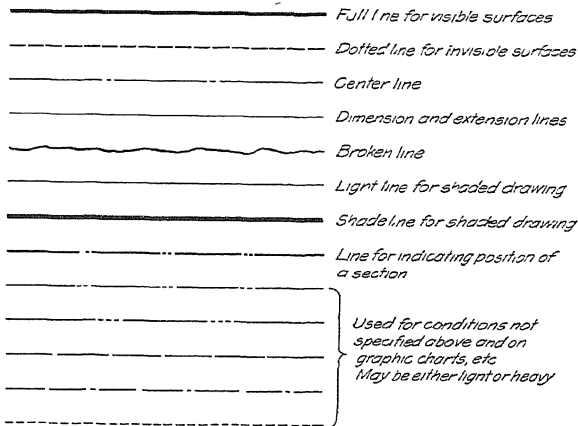 Full line for visible surfaces
Dotted line for invisible surfaces
Center line
Dimension and extension lines
Broken line
Light line for shaded drawing
Shade line for shaded drawing
Line for indicating position of
a section
Used for conditions not
specified above and on
graphic charts, etc
May be either light or heavy